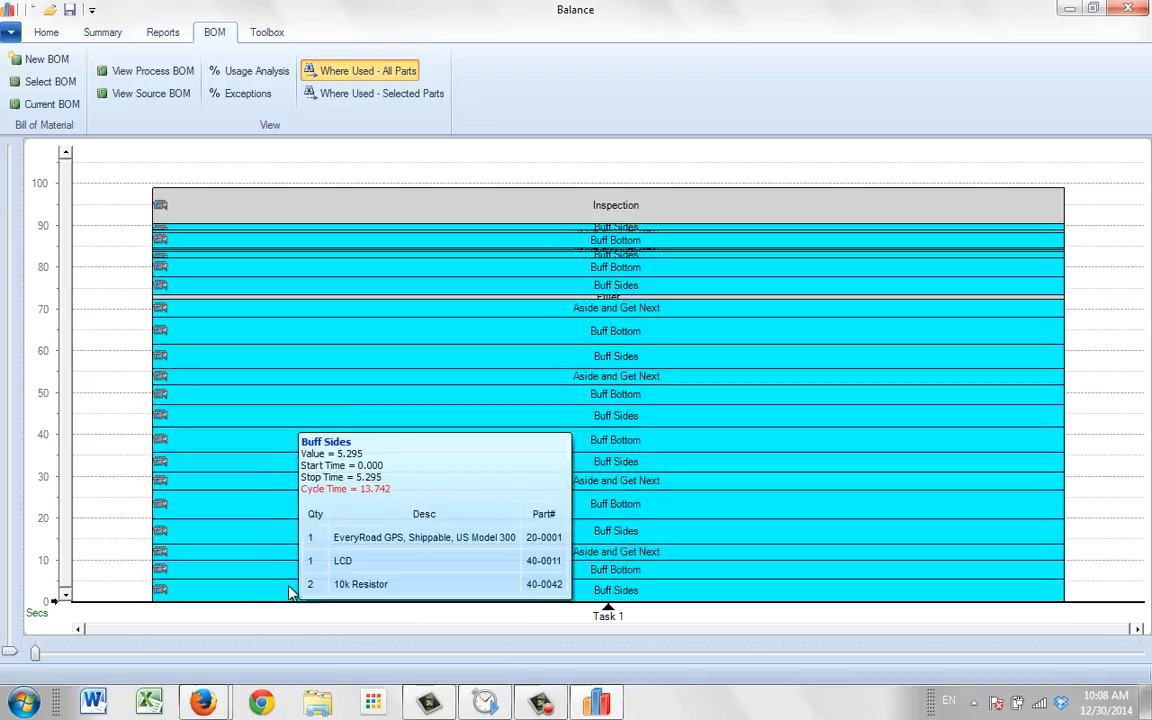 Balance
Home
Summary
Reports
BOM
Toolbox
New BOM
Select BOM
Current BOM
View Process BOM
View Source BOM
% Usage Analysis
% Exceptions
Where Used - All Parts
Where Used - Selected Parts
Bill of Material
View
100
90
80
70
60
50
40
30
20
10
0
Secs
Inspection
Buff Sides
Buff Bottom
Buff Sides
Buff Bottom
Buff Sides
Filler
Aside and Get Next
Buff Bottom
Buff Sides
Aside and Get Next
Buff Bottom
Buff Sides
Buff Bottom
Buff Sides
Aside and Get Next
Buff Bottom
Buff Sides
Aside and Get Next
Buff Bottom
Buff Sides
Task 1
Buff Sides
Value = 5.295
Start Time = 0.000
Stop Time = 5.295
Cycle Time = 13.742
Qty Desc Part#
1 EveryRoad GPS, Shippable, US Model 300 20-0001
1 LCD 40-0011
2 10k Resistor 40-0042
EN
10:08 AM
12/30/2014